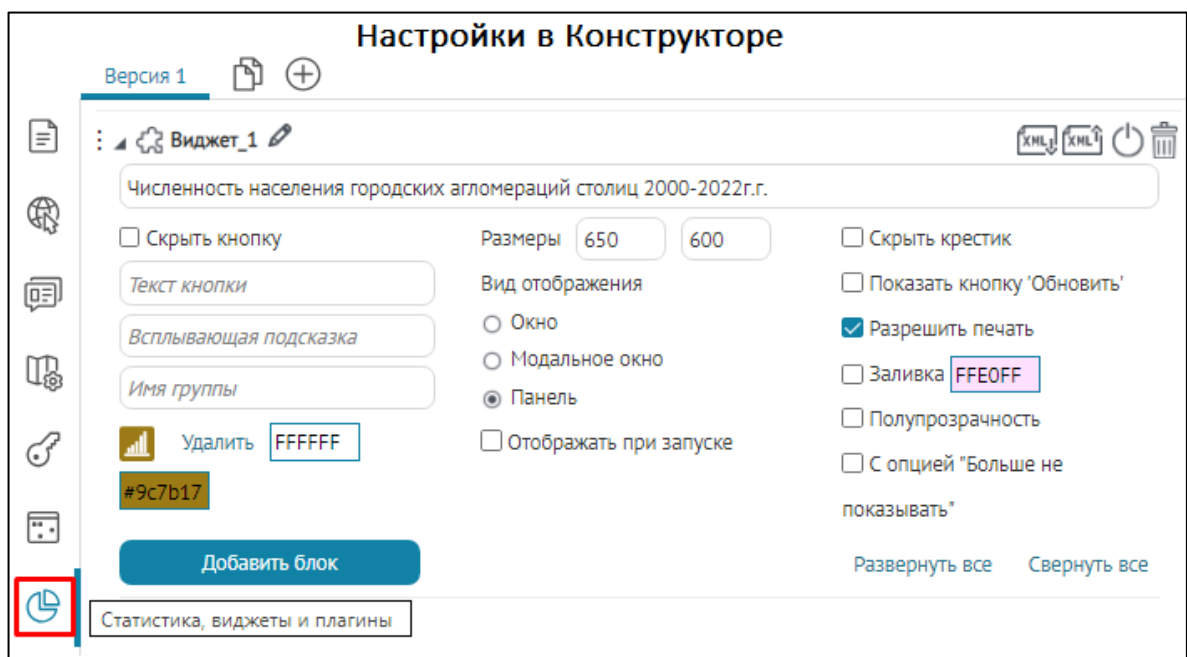 Настройки в Конструкторе
Версия 1
Виджет_1
XML XML
Численность населения городских агломераций столиц 2000-2022г.г.
Скрыть кнопку
Размеры 650 600
Скрыть крестик
Текст кнопки
Вид отображения
Показать кнопку 'Обновить'
Всплывающая подсказка
Окно
Разрешить печать
Модальное окно
Имя группы
Заливка FFE0FF
Панель
Полупрозрачность
Удалить FFFFFF
Отображать при запуске
С опцией "Больше не
показывать"
#9c7b17
Добавить блок
Развернуть все Свернуть все
Статистика, виджеты и плагины